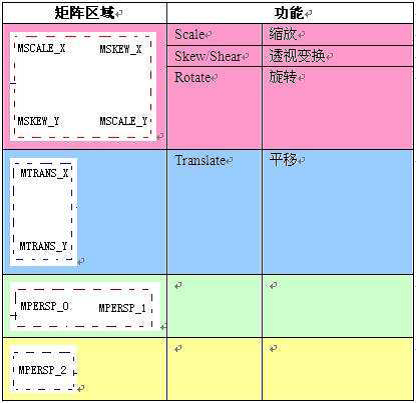 矩阵区域 功能
MSCALE_X MSKEW_X
MSKEW_Y MSCALE_Y
Scale 缩放
Skew/Shear 透视变换
Rotate 旋转
MTRANS_X
MTRANS_Y
Translate 平移
MPERSP_0 MPERSP_1
MPERSP_2